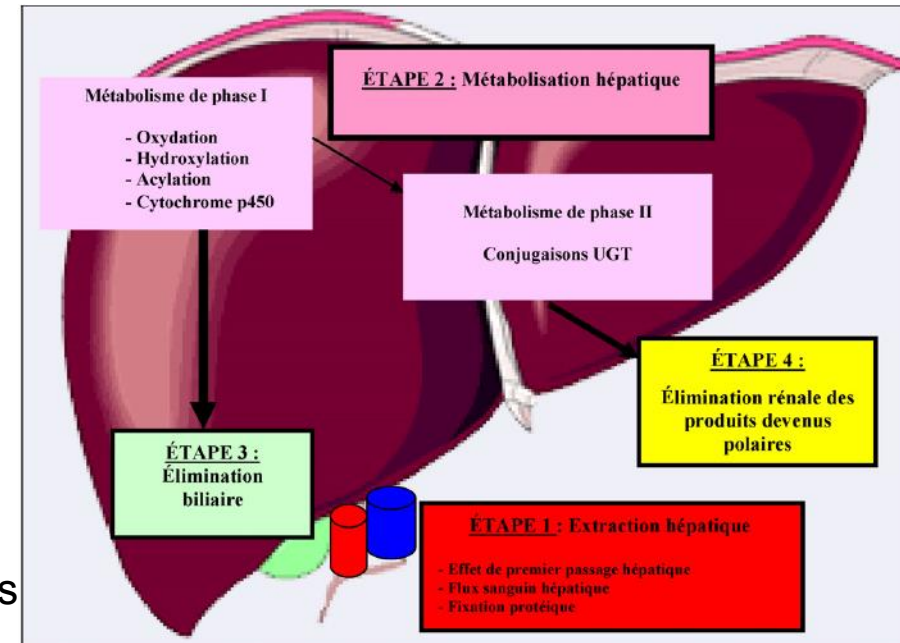 ÉTAPE 2 : Métabolisation hépatique
Métabolisme de phase I
- Oxydation
- Hydroxylation
- Acylation
- Cytochrome p450
Métabolisme de phase II
Conjugaisons UGT
ÉTAPE 4 :
Élimination rénale des
produits devenus
polaires
ÉTAPE 3 :
Élimination
biliaire
ÉTAPE 1 : Extraction hépatique
- Effet de premier passage hépatique
- Flux sanguin hépatique
- Fixation protéique
s